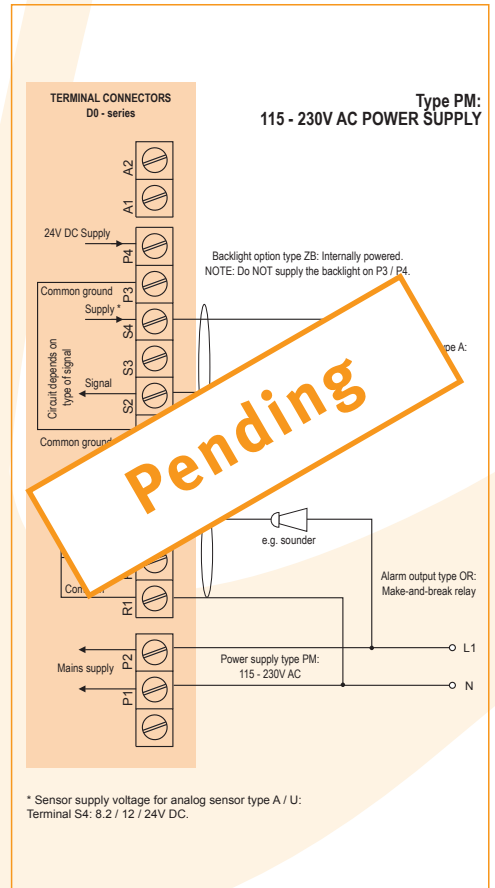 TERMINAL CONNECTORS
D0 - series
Type PM:
115 - 230V AC POWER SUPPLY
A2
A1
24V DC Supply
P4
Backlight option type ZB: Internally powered.
NOTE: Do NOT supply the backlight on P3 / P4.
Common ground
P3
Supply *
S4
Circuit depends on
type of signal
S3
A:
Signal
S2
Common ground
Pending
e.g. sounder
Alarm output type OR:
Make-and-break relay
R1
L1
P2
Mains supply
Power supply type PM:
115 - 230V AC
P1
N
* Sensor supply voltage for analog sensor type A / U:
Terminal S4: 8.2 / 12 / 24V DC.